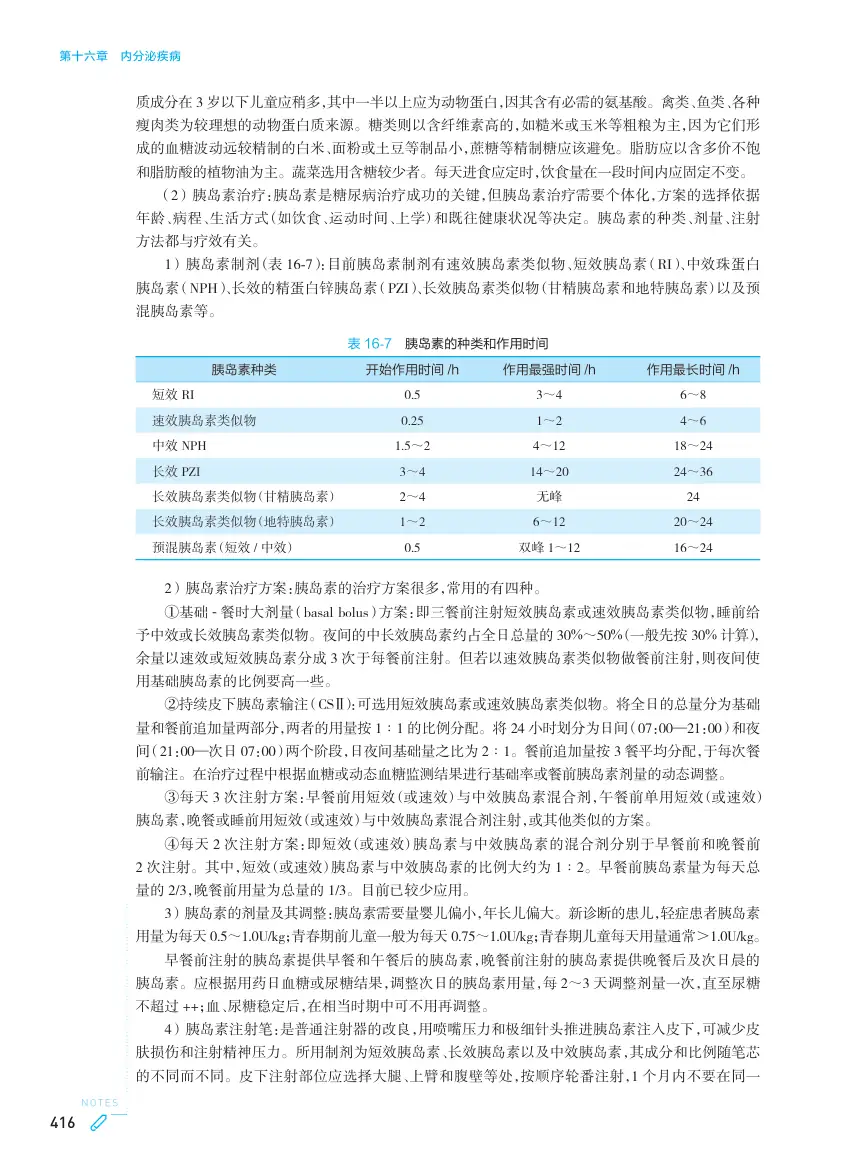 第十六章 内分泌疾病
质成分在 3 岁以下儿童应稍多,其中一半以上应为动物蛋白,因其含有必需的氨基酸。禽类、鱼类、各种
瘦肉类为较理想的动物蛋白质来源。糖类则以含纤维素高的,如糙米或玉米等粗粮为主,因为它们形
成的血糖波动远较精制的白米、面粉或土豆等制品小,蔗糖等精制糖应该避免。脂肪应以含多价不饱
和脂肪酸的植物油为主。蔬菜选用含糖较少者。每天进食应定时,饮食量在一段时间内应固定不变。
(2)胰岛素治疗:胰岛素是糖尿病治疗成功的关键,但胰岛素治疗需要个体化,方案的选择依据
年龄、病程、生活方式(如饮食、运动时间、上学)和既往健康状况等决定。胰岛素的种类、剂量、注射
方法都与疗效有关。
1)胰岛素制剂(表 16-7):目前胰岛素制剂有速效胰岛素类似物、短效胰岛素(RI)、中效珠蛋白
胰岛素(NPH)、长效的精蛋白锌胰岛素(PZI)、长效胰岛素类似物(甘精胰岛素和地特胰岛素)以及预
混胰岛素等。
表 16-7 胰岛素的种类和作用时间
胰岛素种类 开始作用时间 /h 作用最强时间 /h 作用最长时间 /h
短效 RI 0.5 3～4 6～8
速效胰岛素类似物 0.25 1～2 4～6
中效 NPH 1.5～2 4～12 18～24
长效 PZI 3～4 14～20 24～36
长效胰岛素类似物(甘精胰岛素) 2～4 无峰 24
长效胰岛素类似物(地特胰岛素) 1～2 6～12 20～24
预混胰岛素(短效 / 中效) 0.5 双峰 1～12 16～24
2)胰岛素治疗方案:胰岛素的治疗方案很多,常用的有四种。
①基础 - 餐时大剂量(basal bolus)方案:即三餐前注射短效胰岛素或速效胰岛素类似物,睡前给
予中效或长效胰岛素类似物。夜间的中长效胰岛素约占全日总量的 30%～50%(一般先按 30% 计算),
余量以速效或短效胰岛素分成 3 次于每餐前注射。但若以速效胰岛素类似物做餐前注射,则夜间使
用基础胰岛素的比例要高一些。
②持续皮下胰岛素输注(CSⅡ):可选用短效胰岛素或速效胰岛素类似物。将全日的总量分为基础
量和餐前追加量两部分,两者的用量按 1∶1 的比例分配。将 24 小时划分为日间(07:00—21:00)和夜
间(21:00—次日 07:00)两个阶段,日夜间基础量之比为 2∶1。餐前追加量按 3 餐平均分配,于每次餐
前输注。在治疗过程中根据血糖或动态血糖监测结果进行基础率或餐前胰岛素剂量的动态调整。
③每天 3 次注射方案:早餐前用短效(或速效)与中效胰岛素混合剂,午餐前单用短效(或速效)
胰岛素,晚餐或睡前用短效(或速效)与中效胰岛素混合剂注射,或其他类似的方案。
④每天 2 次注射方案:即短效(或速效)胰岛素与中效胰岛素的混合剂分别于早餐前和晚餐前
2 次注射。其中,短效(或速效)胰岛素与中效胰岛素的比例大约为 1∶2。早餐前胰岛素量为每天总
量的 2/3,晚餐前用量为总量的 1/3。目前已较少应用。
3)胰岛素的剂量及其调整:胰岛素需要量婴儿偏小,年长儿偏大。新诊断的患儿,轻症患者胰岛素
用量为每天 0.5～1.0U/kg;青春期前儿童一般为每天 0.75～1.0U/kg;青春期儿童每天用量通常＞1.0U/kg。
早餐前注射的胰岛素提供早餐和午餐后的胰岛素,晚餐前注射的胰岛素提供晚餐后及次日晨的
胰岛素。应根据用药日血糖或尿糖结果,调整次日的胰岛素用量,每 2～3 天调整剂量一次,直至尿糖
不超过 ++;血、尿糖稳定后,在相当时期中可不用再调整。
4)胰岛素注射笔:是普通注射器的改良,用喷嘴压力和极细针头推进胰岛素注入皮下,可减少皮
肤损伤和注射精神压力。所用制剂为短效胰岛素、长效胰岛素以及中效胰岛素,其成分和比例随笔芯
的不同而不同。皮下注射部位应选择大腿、上臂和腹壁等处,按顺序轮番注射,1 个月内不要在同一
NOTES
416